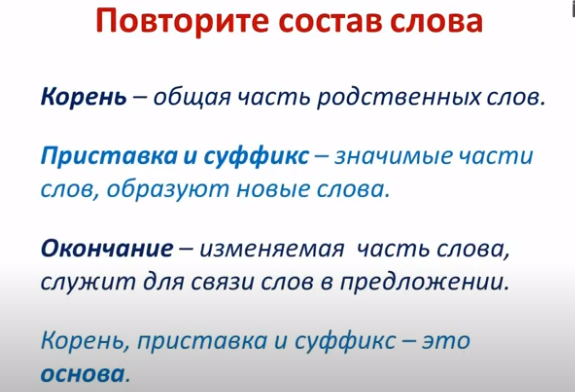 Повторите состав слова
Корень – общая часть родственных слов.
Приставка и суффикс – значимые части
слов, образуют новые слова.
Окончание – изменяемая часть слова,
служит для связи слов в предложении.
Корень, приставка и суффикс – это
основа.